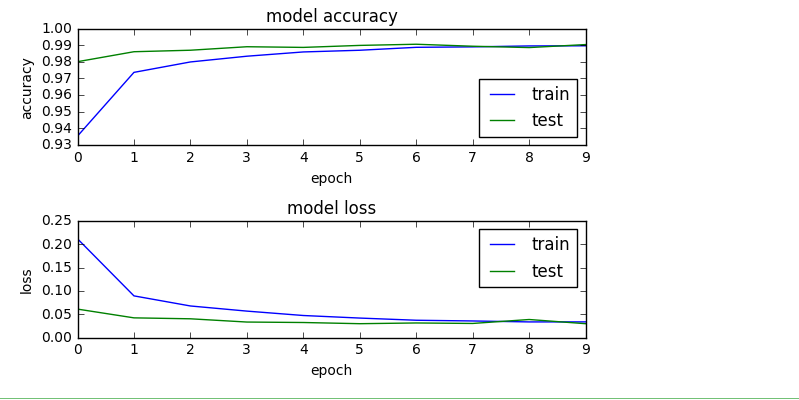 model accuracy
1.00
0.99
0.98
0.97
0.96
0.95
0.94
0.93
accuracy
train
test
0 1 2 3 4 5 6 7 8 9
epoch
model loss
0.25
0.20
0.15
0.10
0.05
0.00
loss
train
test
0 1 2 3 4 5 6 7 8 9
epoch